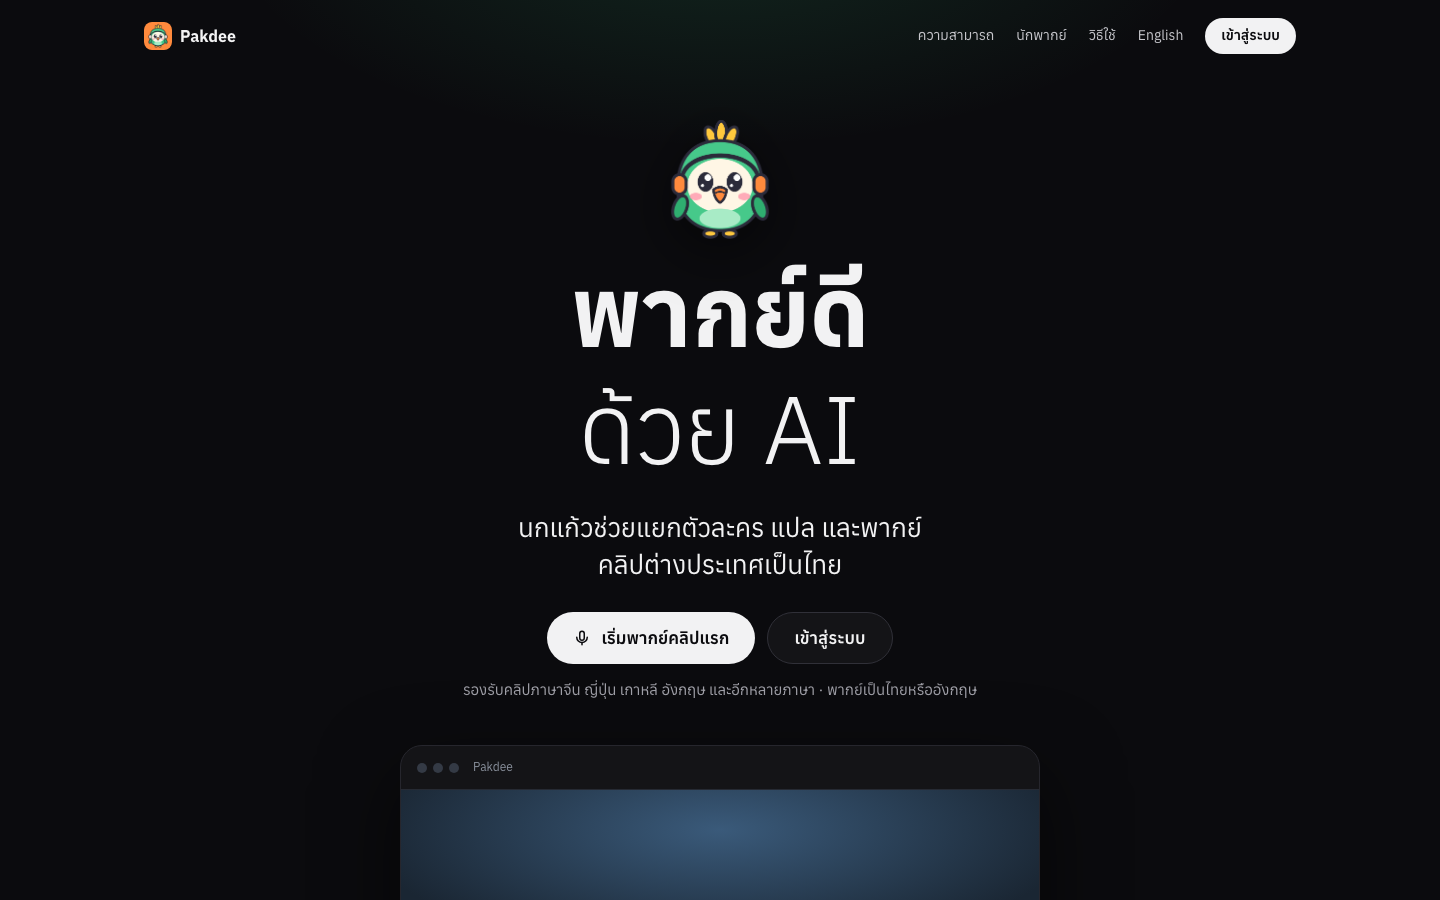 Pakdee
ความสามารถ
นักพากย์
วิธีใช้
English
เข้าสู่ระบบ
พากย์ดี
ด้วย AI
นกแก้วช่วยแยกตัวละคร แปล และพากย์
คลิปต่างประเทศเป็นไทย
เริ่มพากย์คลิปแรก
เข้าสู่ระบบ
รองรับคลิปภาษาจีน ญี่ปุ่น เกาหลี อังกฤษ และอีกหลายภาษา · พากย์เป็นไทยหรืออังกฤษ
Pakdee